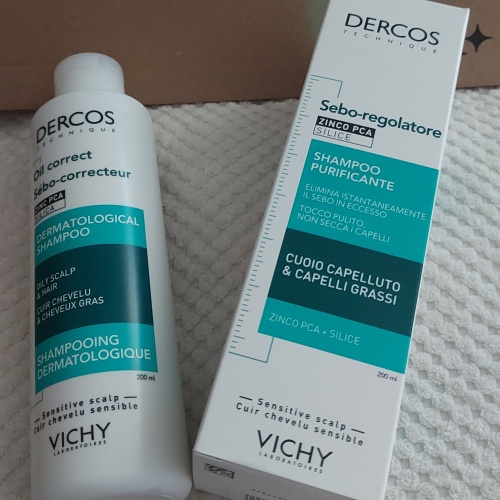 DERCOS
TECHNIQUE
Oil correct
Sébo-correcteur
ZINC PCA
SILICA
DERMATOLOGICAL
SHAMPOO
OILY SCALP
& HAIR
CUIR CHEVELU
& CHEVEUX GRAS
SHAMPOOING
DERMATOLOGIQUE
200 ml
Sensitive scalp
Cuir chevelu sensible
VICHY
LABORATOIRES
DERCOS
TECHNIQUE
Sebo-regolatore
ZINCO PCA
SILICE
SHAMPOO
PURIFICANTE
ELIMINA ISTANTANEAMENTE
IL SEBO IN ECCESSO
TOCCO PULITO,
NON SECCA I CAPELLI
CUOIO CAPELLUTO
& CAPELLI GRASSI
ZINCO PCA + SILICE
200 ml
Sensitive scalp
Cuir chevelu sensible
VICHY
LABORATOIRES